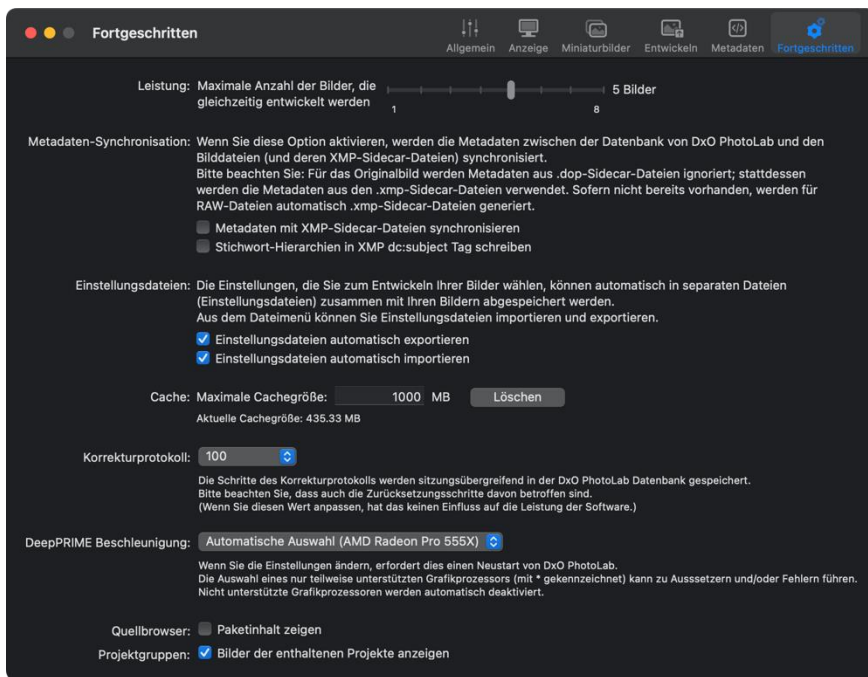 Fortgeschritten
Allgemein Anzeige Miniaturbilder Entwickeln Metadaten Fortgeschritten
Leistung: Maximale Anzahl der Bilder, die
gleichzeitig entwickelt werden
5 Bilder
1 8
Metadaten-Synchronisation: Wenn Sie diese Option aktivieren, werden die Metadaten zwischen der Datenbank von DxO PhotoLab und den
Bilddateien (und deren XMP-Sidecar-Dateien) synchronisiert.
Bitte beachten Sie: Für das Originalbild werden Metadaten aus .dop-Sidecar-Dateien ignoriert; stattdessen
werden die Metadaten aus den .xmp-Sidecar-Dateien verwendet. Sofern nicht bereits vorhanden, werden für
RAW-Dateien automatisch .xmp-Sidecar-Dateien generiert.
Metadaten mit XMP-Sidecar-Dateien synchronisieren
Stichwort-Hierarchien in XMP dc:subject Tag schreiben
Einstellungsdateien: Die Einstellungen, die Sie zum Entwickeln Ihrer Bilder wählen, können automatisch in separaten Dateien
(Einstellungsdateien) zusammen mit Ihren Bildern abgespeichert werden.
Aus dem Dateimenü können Sie Einstellungsdateien importieren und exportieren.
Einstellungsdateien automatisch exportieren
Einstellungsdateien automatisch importieren
Cache: Maximale Cachegröße: 1000 MB Löschen
Aktuelle Cachegröße: 435.33 MB
Korrekturprotokoll: 100
Die Schritte des Korrekturprotokolls werden sitzungsübergreifend in der DxO PhotoLab Datenbank gespeichert.
Bitte beachten Sie, dass auch die Zurücksetzungsschritte davon betroffen sind.
(Wenn Sie diesen Wert anpassen, hat das keinen Einfluss auf die Leistung der Software.)
DeepPRIME Beschleunigung: Automatische Auswahl (AMD Radeon Pro 555X)
Wenn Sie die Einstellungen ändern, erfordert dies einen Neustart von DxO PhotoLab.
Die Auswahl eines nur teilweise unterstützten Grafikprozessors (mit * gekennzeichnet) kann zu Ausssetzern und/oder Fehlern führen.
Nicht unterstützte Grafikprozessoren werden automatisch deaktiviert.
Quellbrowser: Paketinhalt zeigen
Projektgruppen: Bilder der enthaltenen Projekte anzeigen